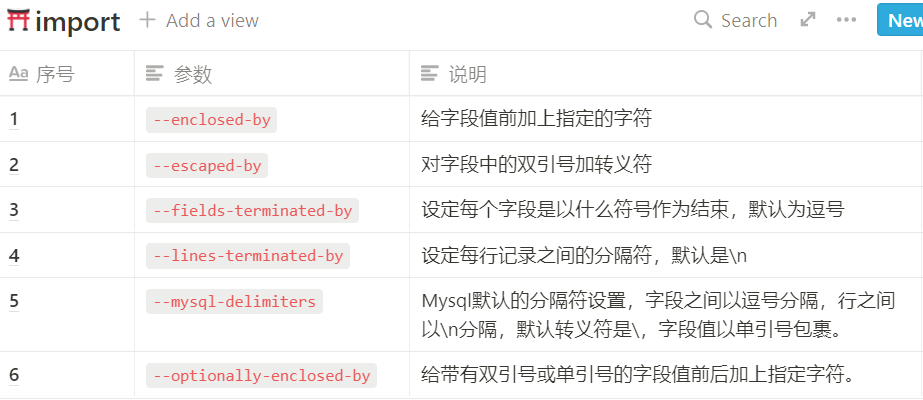 import + Add a view Search New
Aa 序号 参数 说明
1 --enclosed-by 给字段值前加上指定的字符
2 --escaped-by 对字段中的双引号加转义符
3 --fields-terminated-by 设定每个字段是以什么符号作为结束，默认为逗号
4 --lines-terminated-by 设定每行记录之间的分隔符，默认是\n
5 --mysql-delimiters Mysql默认的分隔符设置，字段之间以逗号分隔，行之间
以\n分隔，默认转义符是\，字段值以单引号包裹。
6 --optionally-enclosed-by 给带有双引号或单引号的字段值前后加上指定字符。